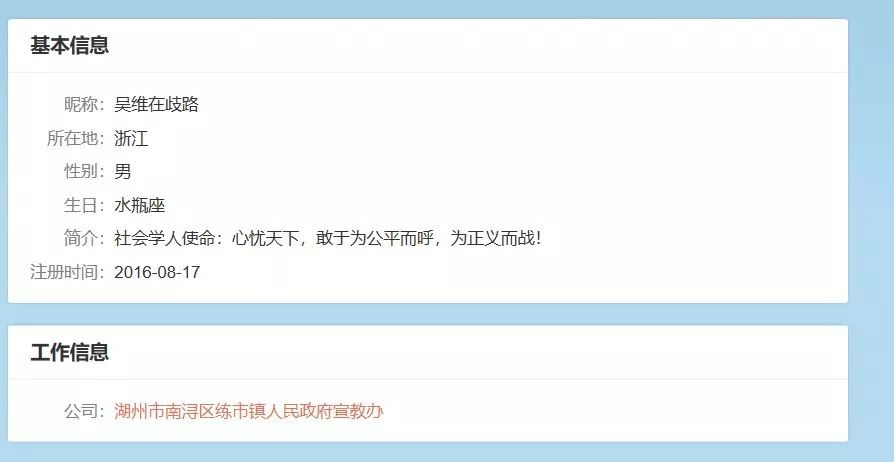 基本信息
昵称：吴维在歧路
所在地：浙江
性别：男
生日：水瓶座
简介：社会学人使命：心忧天下，敢于为公平而呼，为正义而战！
注册时间：2016-08-17
工作信息
公司：湖州市南浔区练市镇人民政府宣教办